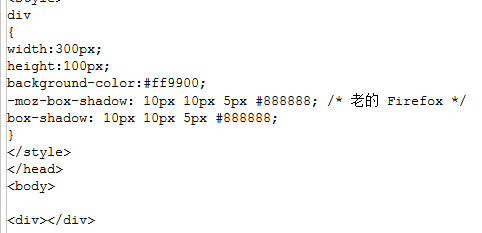 <style>
div
{
width:300px;
height:100px;
background-color:#ff9900;
-moz-box-shadow: 10px 10px 5px #888888; /* 老的 Firefox */
box-shadow: 10px 10px 5px #888888;
}
</style>
</head>
<body>
<div></div>